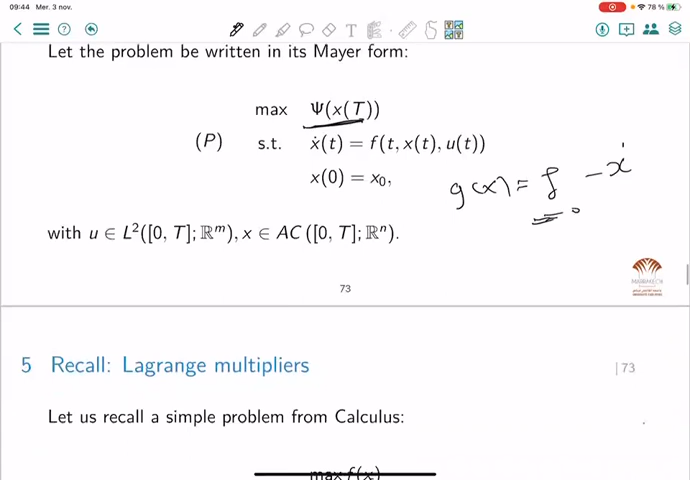 09:44 Mer. 3 nov.
78 %
Let the problem be written in its Mayer form:
max Ψ(x(T))
(P) s.t. ẋ(t) = f(t, x(t), u(t))
x(0) = x₀,
g(x) = f - ẋ
with u ∈ L²([0, T]; ℝᵐ), x ∈ AC ([0, T]; ℝⁿ).
73
5 Recall: Lagrange multipliers
|73
Let us recall a simple problem from Calculus:
max f(x)